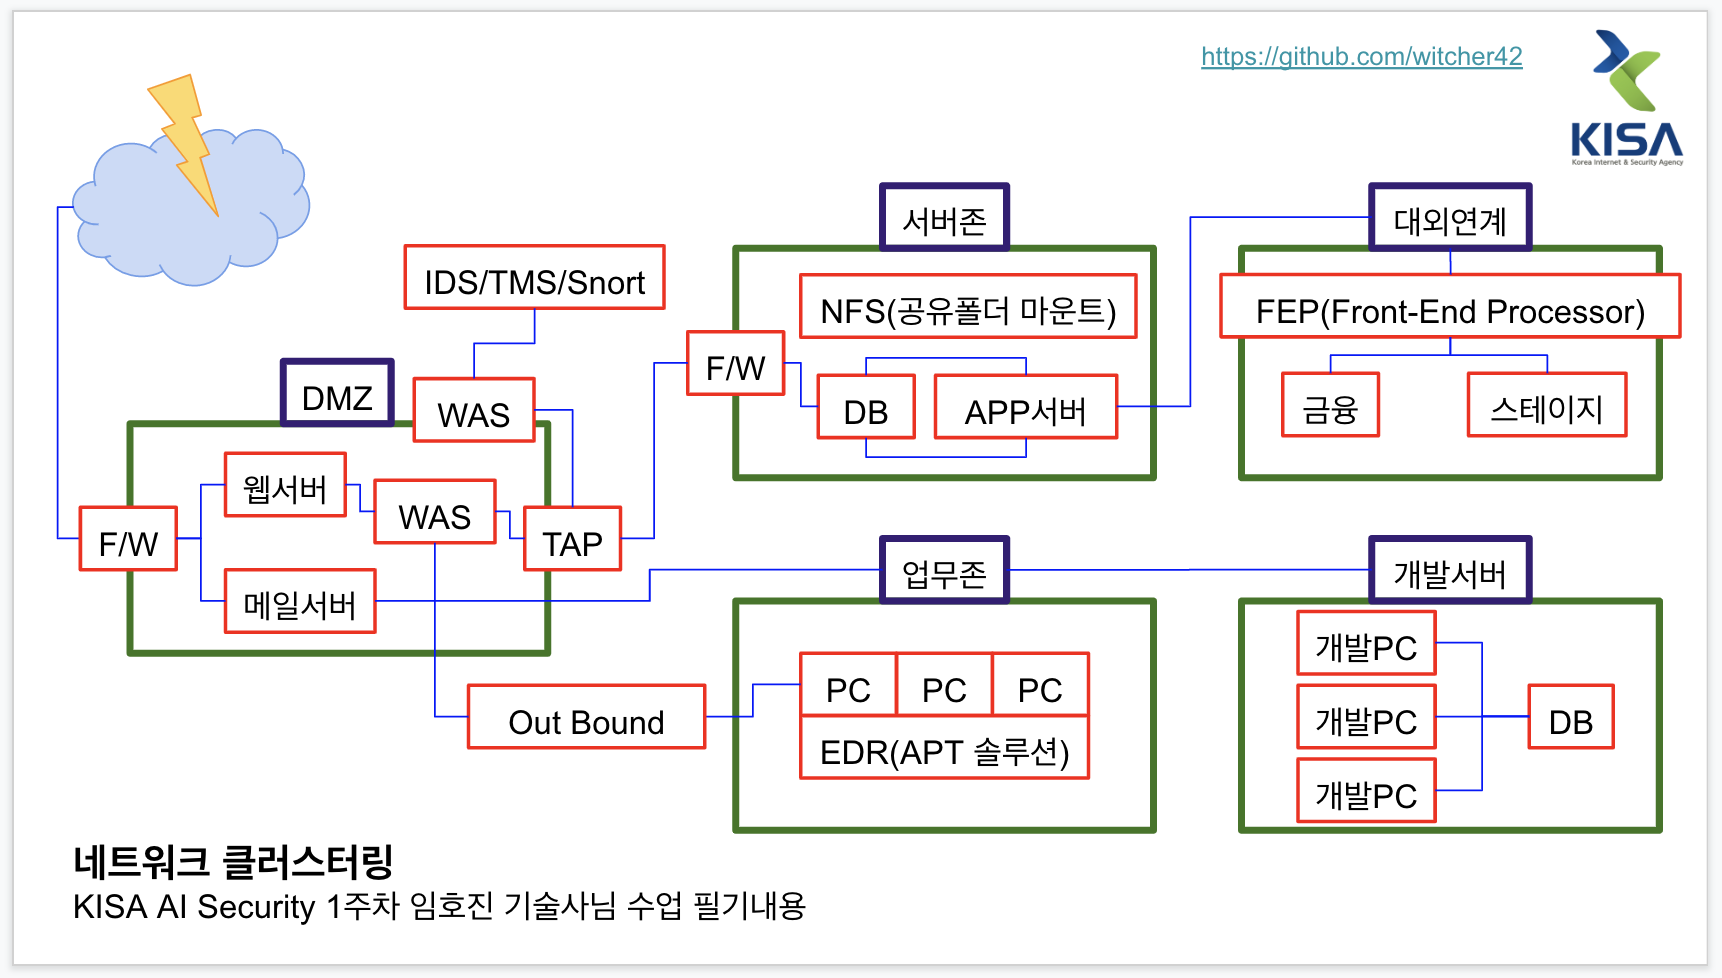 https://github.com/witcher42
KISA
Korea Internet & Security Agency
서버존
대외연계
IDS/TMS/Snort
NFS(공유폴더 마운트)
FEP(Front-End Processor)
F/W
DMZ
WAS
DB
APP서버
금융
스테이지
웹서버
WAS
F/W
TAP
메일서버
업무존
개발서버
개발PC
PC
PC
PC
Out Bound
개발PC
DB
EDR(APT 솔루션)
개발PC
네트워크 클러스터링
KISA AI Security 1주차 임호진 기술사님 수업 필기내용